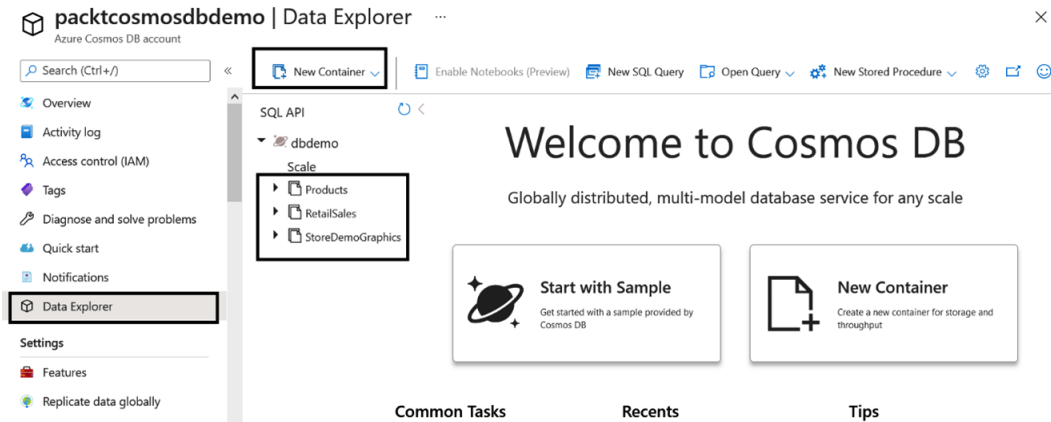 packtcosmosdbdemo | Data Explorer ...
Azure Cosmos DB account
Search (Ctrl+/)
Overview
Activity log
Access control (IAM)
Tags
Diagnose and solve problems
Quick start
Notifications
Data Explorer
Settings
Features
Replicate data globally
New Container
Enable Notebooks (Preview)
New SQL Query
Open Query
New Stored Procedure
SQL API
dbdemo
Scale
Products
RetailSales
StoreDemoGraphics
Welcome to Cosmos DB
Globally distributed, multi-model database service for any scale
Start with Sample
Get started with a sample provided by
Cosmos DB
New Container
Create a new container for storage and
throughput
Common Tasks
Recents
Tips